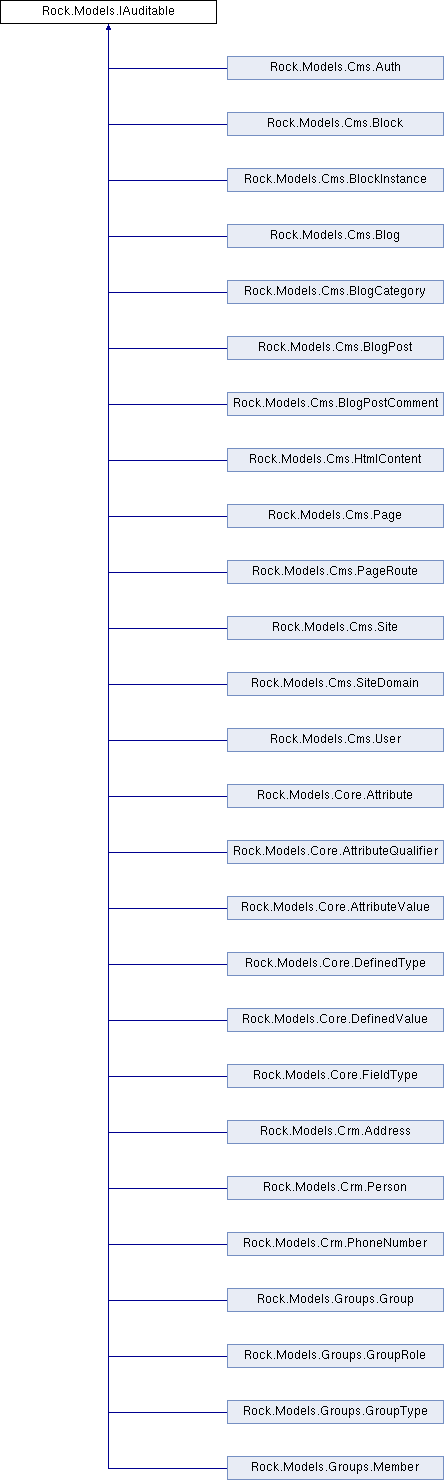 Rock.Models.IAuditable
Rock.Models.Cms.Auth
Rock.Models.Cms.Block
Rock.Models.Cms.BlockInstance
Rock.Models.Cms.Blog
Rock.Models.Cms.BlogCategory
Rock.Models.Cms.BlogPost
Rock.Models.Cms.BlogPostComment
Rock.Models.Cms.HtmlContent
Rock.Models.Cms.Page
Rock.Models.Cms.PageRoute
Rock.Models.Cms.Site
Rock.Models.Cms.SiteDomain
Rock.Models.Cms.User
Rock.Models.Core.Attribute
Rock.Models.Core.AttributeQualifier
Rock.Models.Core.AttributeValue
Rock.Models.Core.DefinedType
Rock.Models.Core.DefinedValue
Rock.Models.Core.FieldType
Rock.Models.Crm.Address
Rock.Models.Crm.Person
Rock.Models.Crm.PhoneNumber
Rock.Models.Groups.Group
Rock.Models.Groups.GroupRole
Rock.Models.Groups.GroupType
Rock.Models.Groups.Member